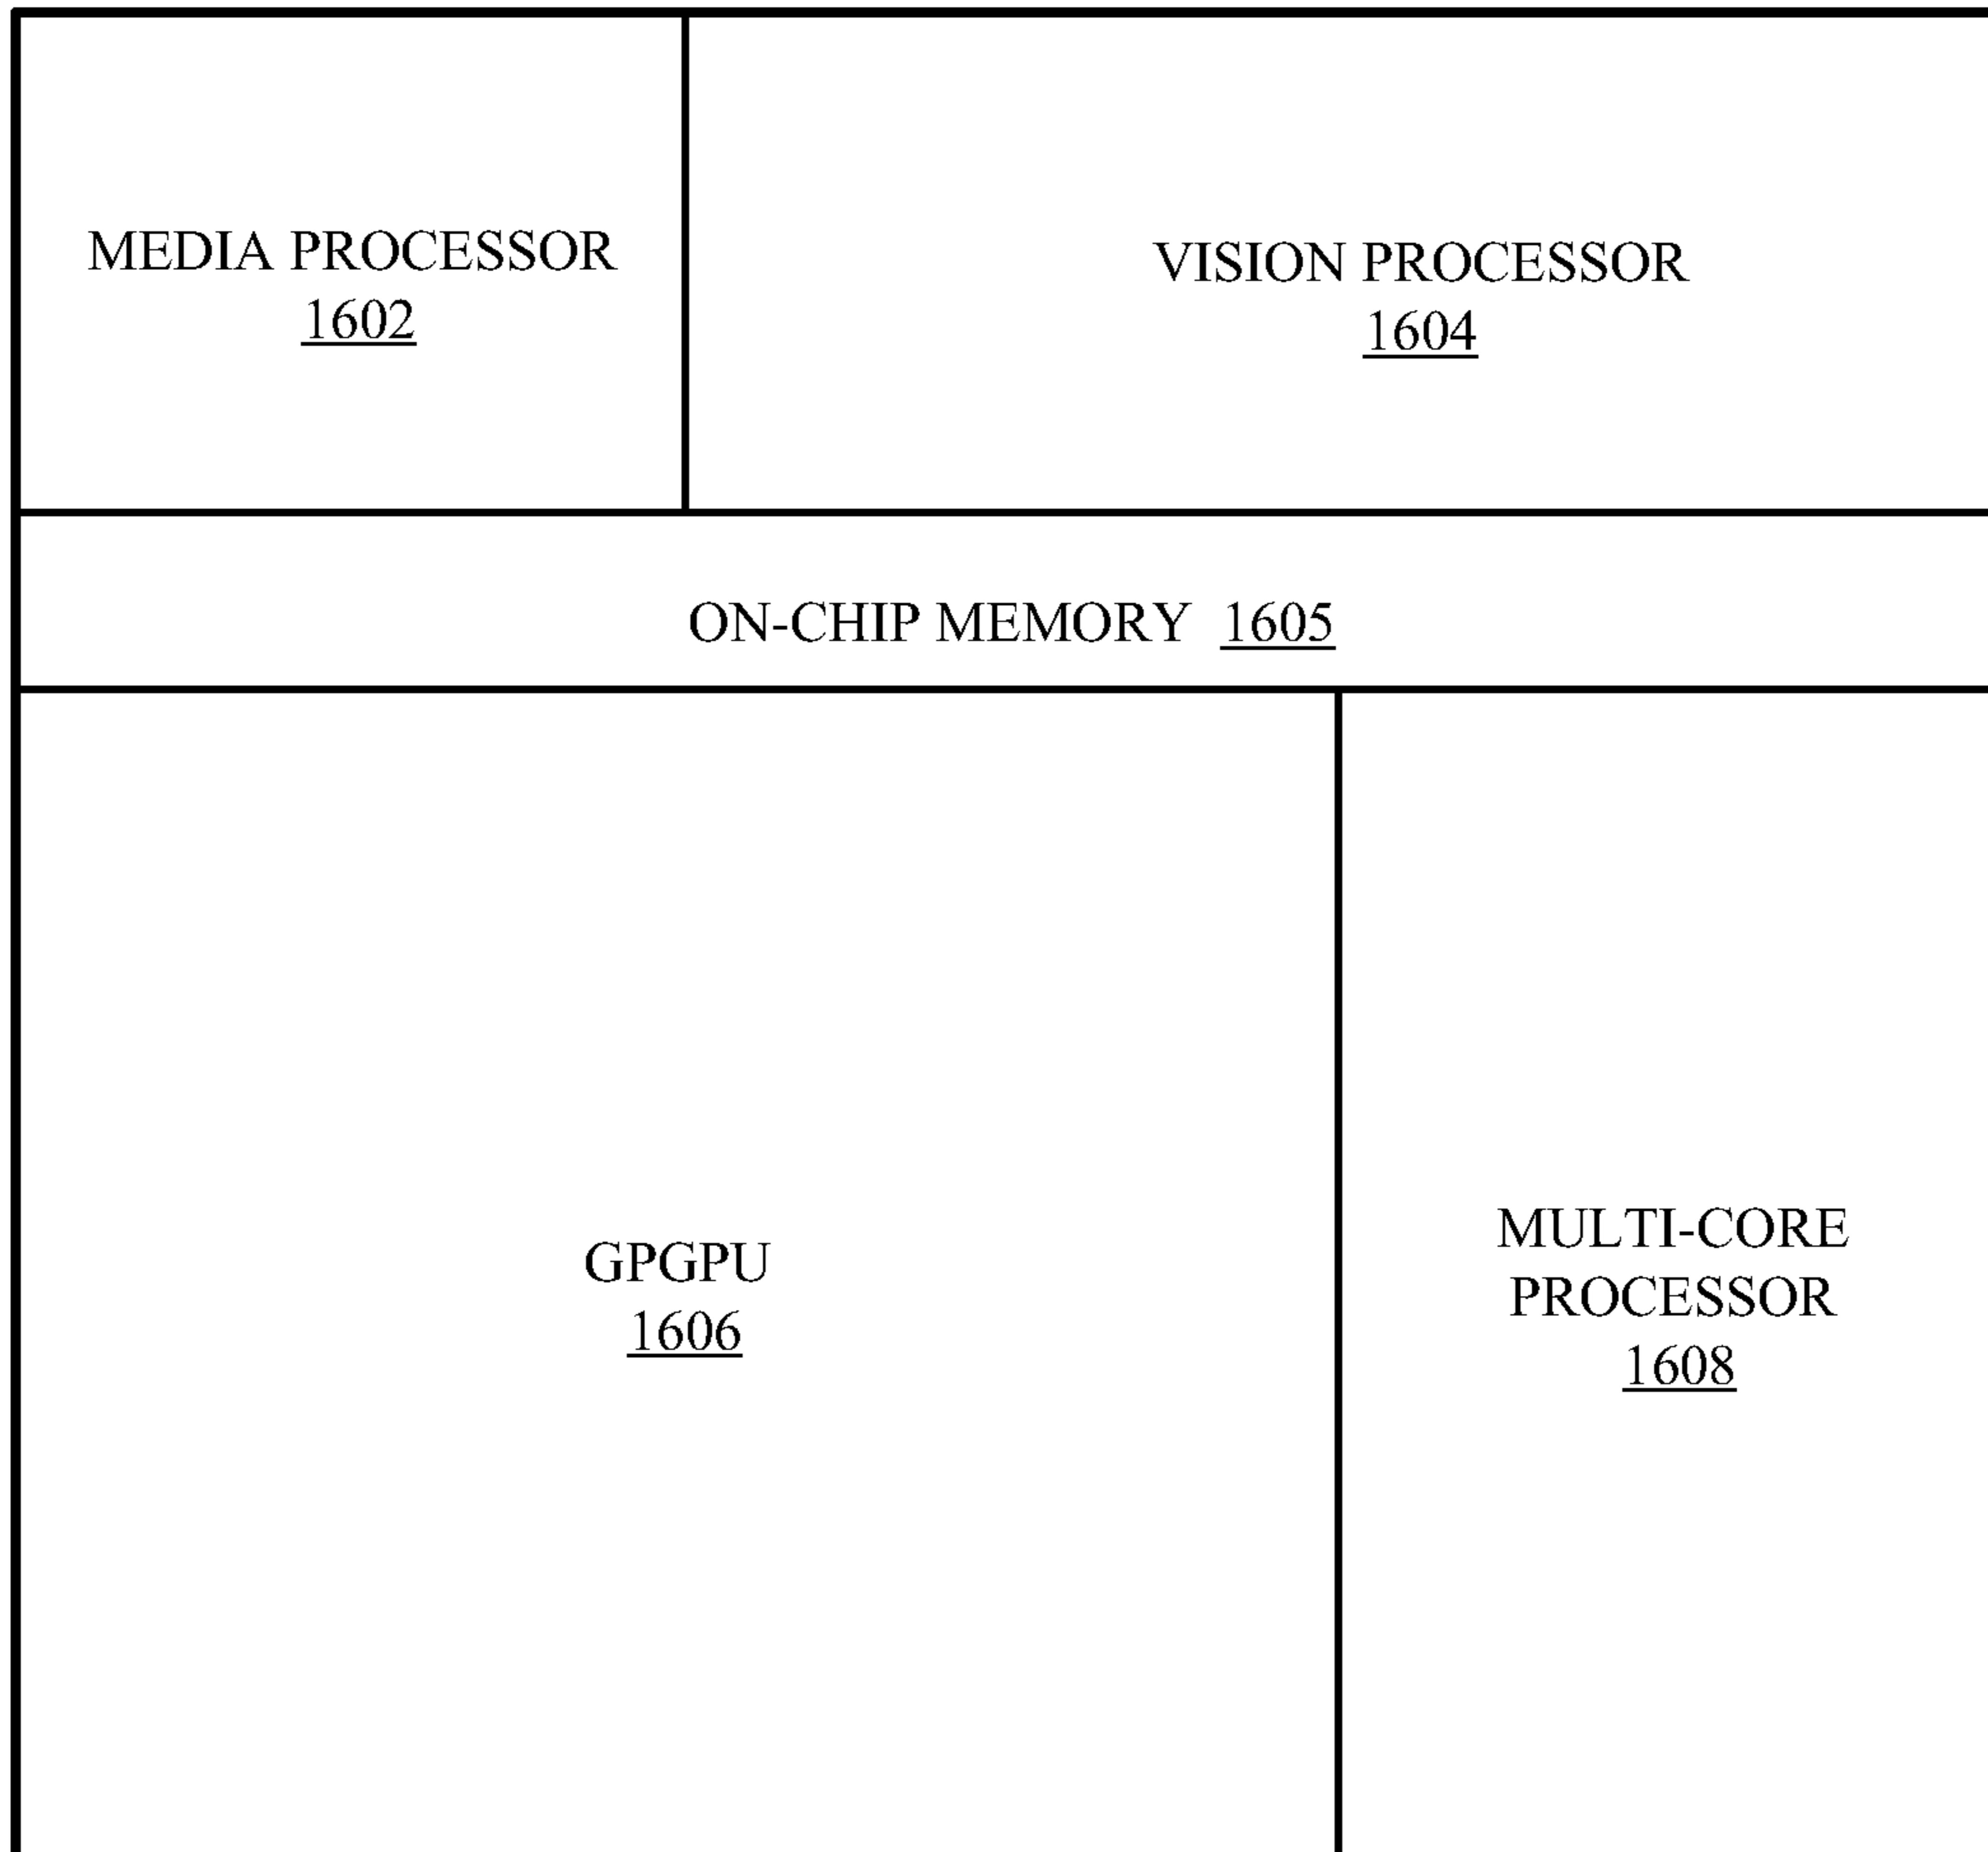 MEDIA PROCESSOR
1602
VISION PROCESSOR
1604
ON-CHIP MEMORY 1605
GPGPU
1606
MULTI-CORE
PROCESSOR
1608